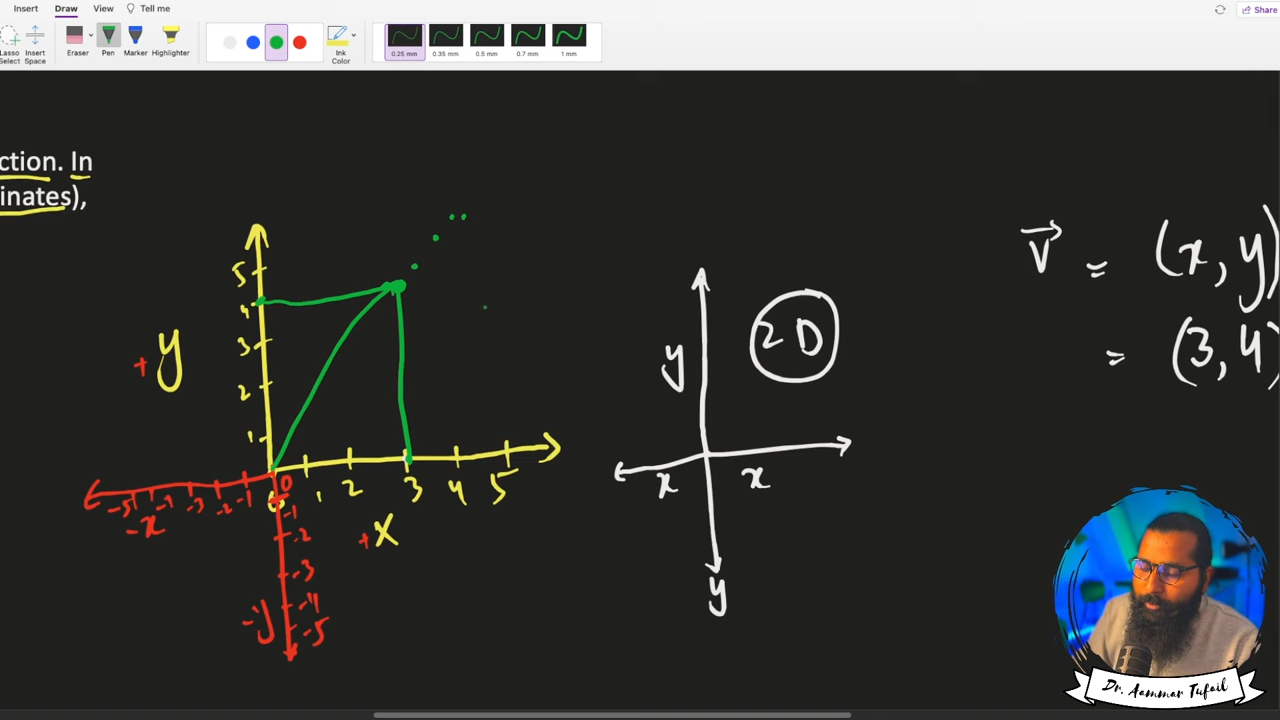 Insert Draw View Tell me
Share
Lasso Select
Insert Space
Eraser
Pen
Marker
Highlighter
Ink Color
0.25 mm
0.35 mm
0.5 mm
0.7 mm
1 mm
ction. In
inates),
5
4
3
2
1
+ y
0 1 2 3 4 5
+ X
-5 -4 -3 -2 -1
-x
0
-1
-2
-3
-4
-5
-y
y
2D
x x
y
V = (x, y)
= (3, 4)
Dr. Aammar Tufail